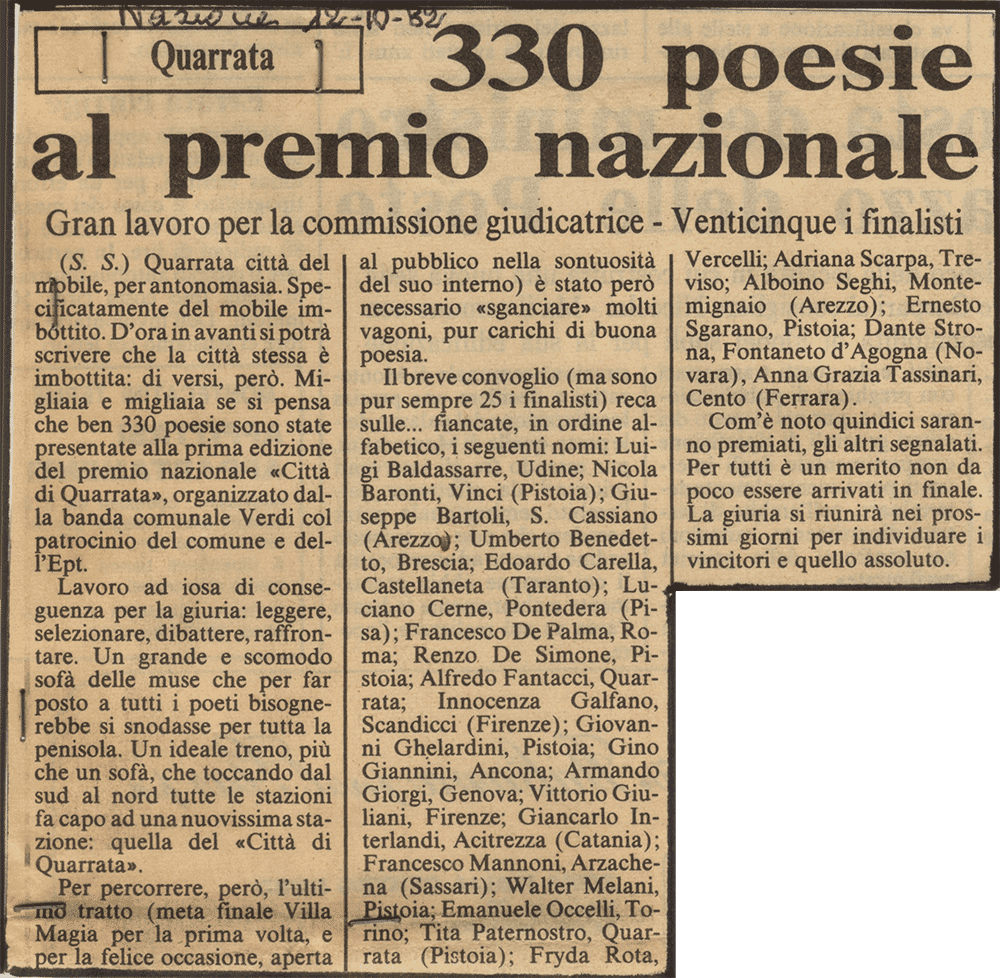 Nazione 12-10-82
Quarrata
330 poesie
al premio nazionale
Gran lavoro per la commissione giudicatrice - Venticinque i finalisti
(S. S.) Quarrata città del
mobile, per antonomasia. Spe-
cificatamente del mobile im-
bottito. D'ora in avanti si potrà
scrivere che la città stessa è
imbottita: di versi, però. Mi-
gliaia e migliaia se si pensa
che ben 330 poesie sono state
presentate alla prima edizione
del premio nazionale «Città
di Quarrata», organizzato dal-
la banda comunale Verdi col
patrocinio del comune e del-
l'Ept.
Lavoro ad iosa di conse-
guenza per la giuria: leggere,
selezionare, dibattere, raffron-
tare. Un grande e scomodo
sofà delle muse che per far
posto a tutti i poeti bisogne-
rebbe si snodasse per tutta la
penisola. Un ideale treno, più
che un sofà, che toccando dal
sud al nord tutte le stazioni
fa capo ad una nuovissima sta-
zione: quella del «Città di
Quarrata».
Per percorrere, però, l'ulti-
mo tratto (meta finale Villa
Magia per la prima volta, e
per la felice occasione, aperta
al pubblico nella sontuosità
del suo interno) è stato però
necessario «sganciare» molti
vagoni, pur carichi di buona
poesia.
Il breve convoglio (ma sono
pur sempre 25 i finalisti) reca
sulle... fiancate, in ordine al-
fabetico, i seguenti nomi: Lui-
gi Baldassarre, Udine; Nicola
Baronti, Vinci (Pistoia); Giu-
seppe Bartoli, S. Cassiano
(Arezzo); Umberto Benedet-
to, Brescia; Edoardo Carella,
Castellaneta (Taranto); Lu-
ciano Cerne, Pontedera (Pi-
sa); Francesco De Palma, Ro-
ma; Renzo De Simone, Pi-
stoia; Alfredo Fantacci, Quar-
rata; Innocenza Galfano,
Scandicci (Firenze); Giovan-
ni Ghelardini, Pistoia; Gino
Giannini, Ancona; Armando
Giorgi, Genova; Vittorio Giu-
liani, Firenze; Giancarlo In-
terlandi, Acitrezza (Catania);
Francesco Mannoni, Arzache-
na (Sassari); Walter Melani,
Pistoia; Emanuele Occelli, To-
rino; Tita Paternostro, Quar-
rata (Pistoia); Fryda Rota,
Vercelli; Adriana Scarpa, Tre-
viso; Alboino Seghi, Monte-
mignaio (Arezzo); Ernesto
Sgarano, Pistoia; Dante Stro-
na, Fontaneto d'Agogna (No-
vara), Anna Grazia Tassinari,
Cento (Ferrara).
Com'è noto quindici saran-
no premiati, gli altri segnalati.
Per tutti è un merito non da
poco essere arrivati in finale.
La giuria si riunirà nei pros-
simi giorni per individuare i
vincitori e quello assoluto.